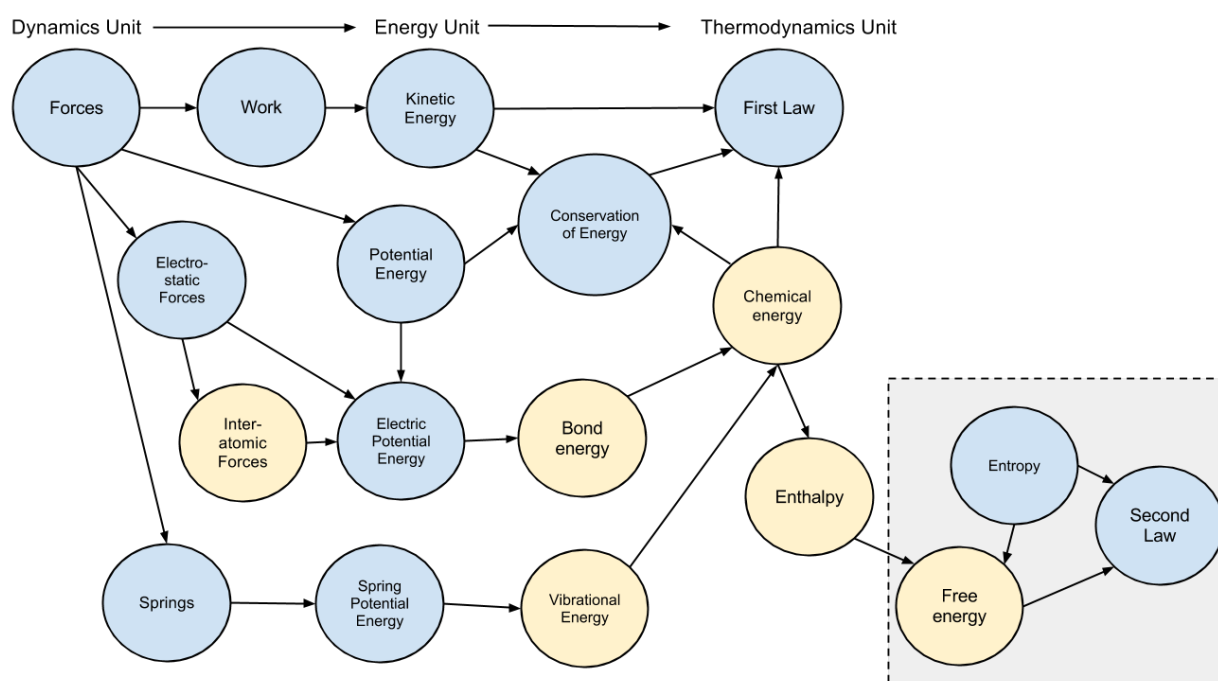 Dynamics Unit
Energy Unit
Thermodynamics Unit
Forces
Work
Kinetic
Energy
First Law
Conservation
of Energy
Potential
Energy
Electro-
static
Forces
Chemical
energy
Inter-
atomic
Forces
Electric
Potential
Energy
Bond
energy
Enthalpy
Entropy
Second
Law
Springs
Spring
Potential
Energy
Vibrational
Energy
Free
energy